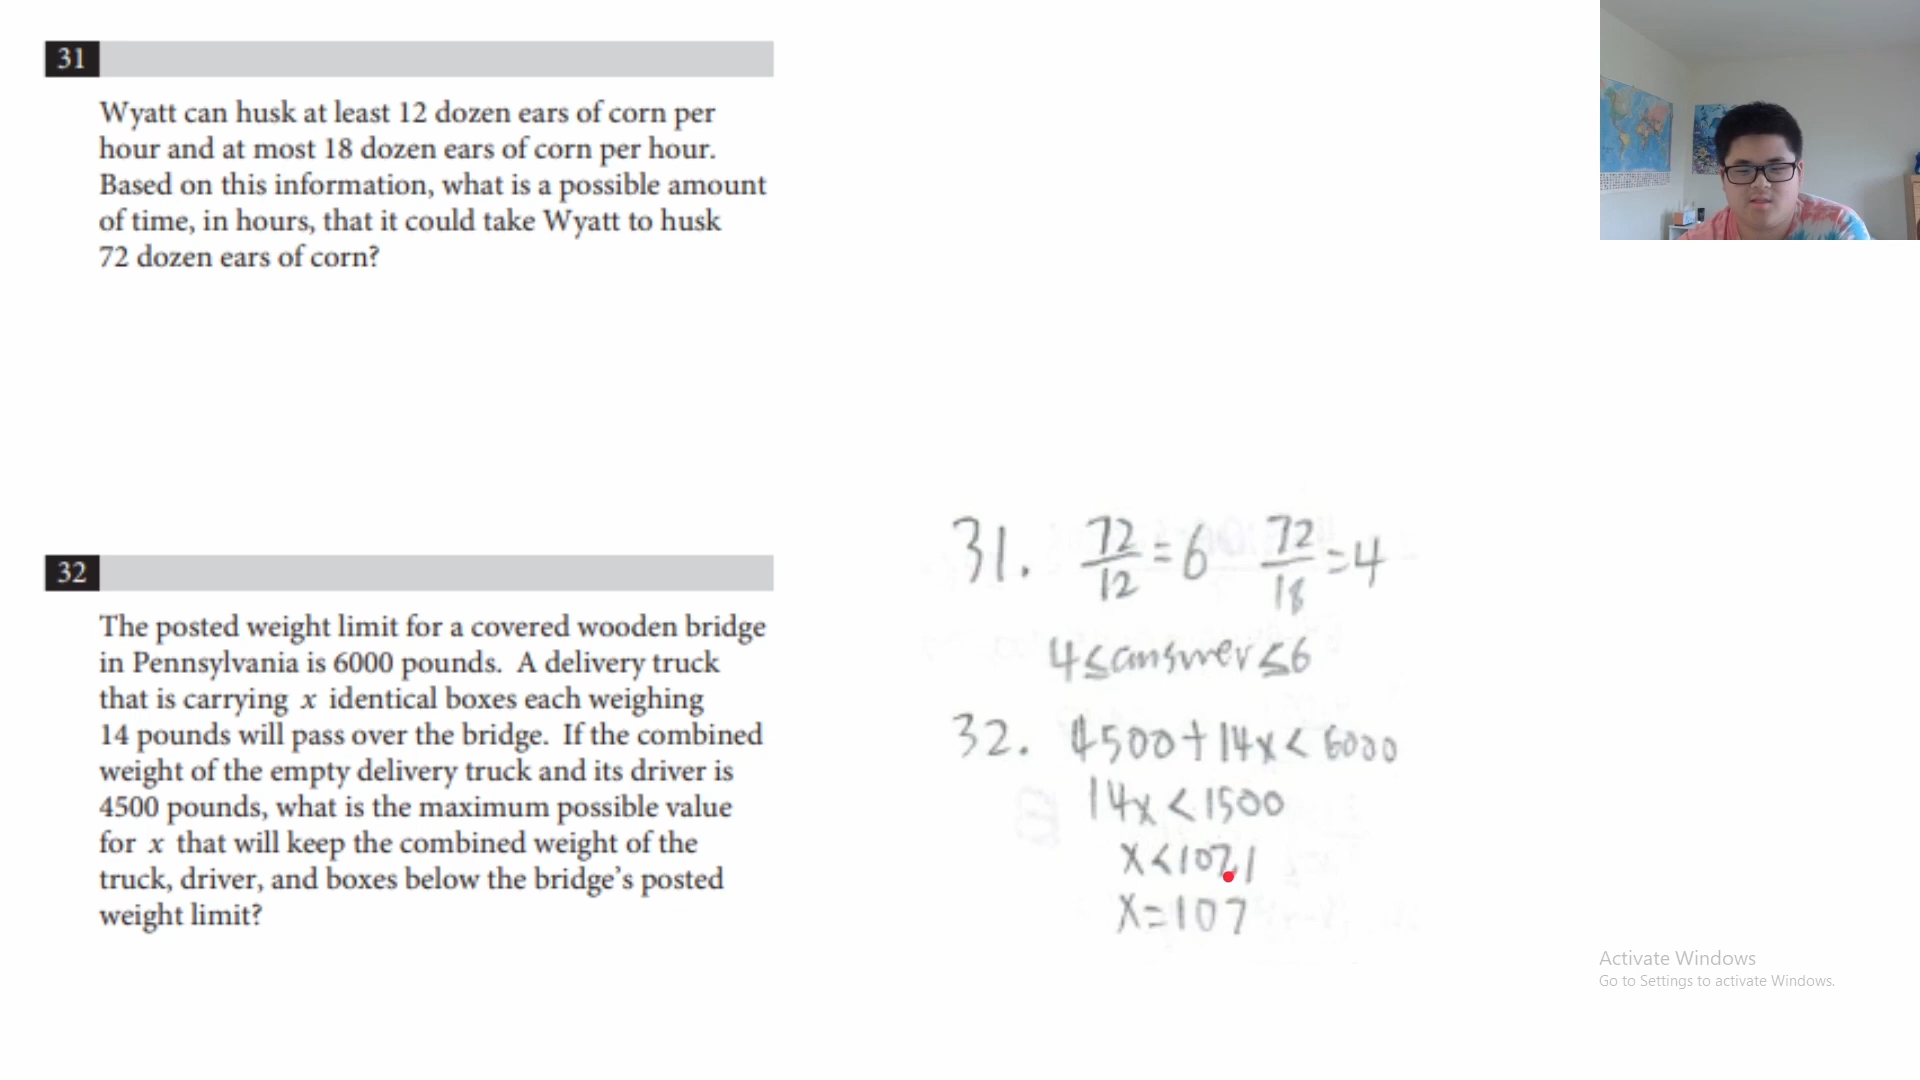 31
Wyatt can husk at least 12 dozen ears of corn per
hour and at most 18 dozen ears of corn per hour.
Based on this information, what is a possible amount
of time, in hours, that it could take Wyatt to husk
72 dozen ears of corn?
32
The posted weight limit for a covered wooden bridge
in Pennsylvania is 6000 pounds. A delivery truck
that is carrying x identical boxes each weighing
14 pounds will pass over the bridge. If the combined
weight of the empty delivery truck and its driver is
4500 pounds, what is the maximum possible value
for x that will keep the combined weight of the
truck, driver, and boxes below the bridge's posted
weight limit?
31. 72/12=6 72/18=4
4≤answer≤6
32. 4500+14x<6000
14x<1500
x<107.1
x=107
Activate Windows
Go to Settings to activate Windows.